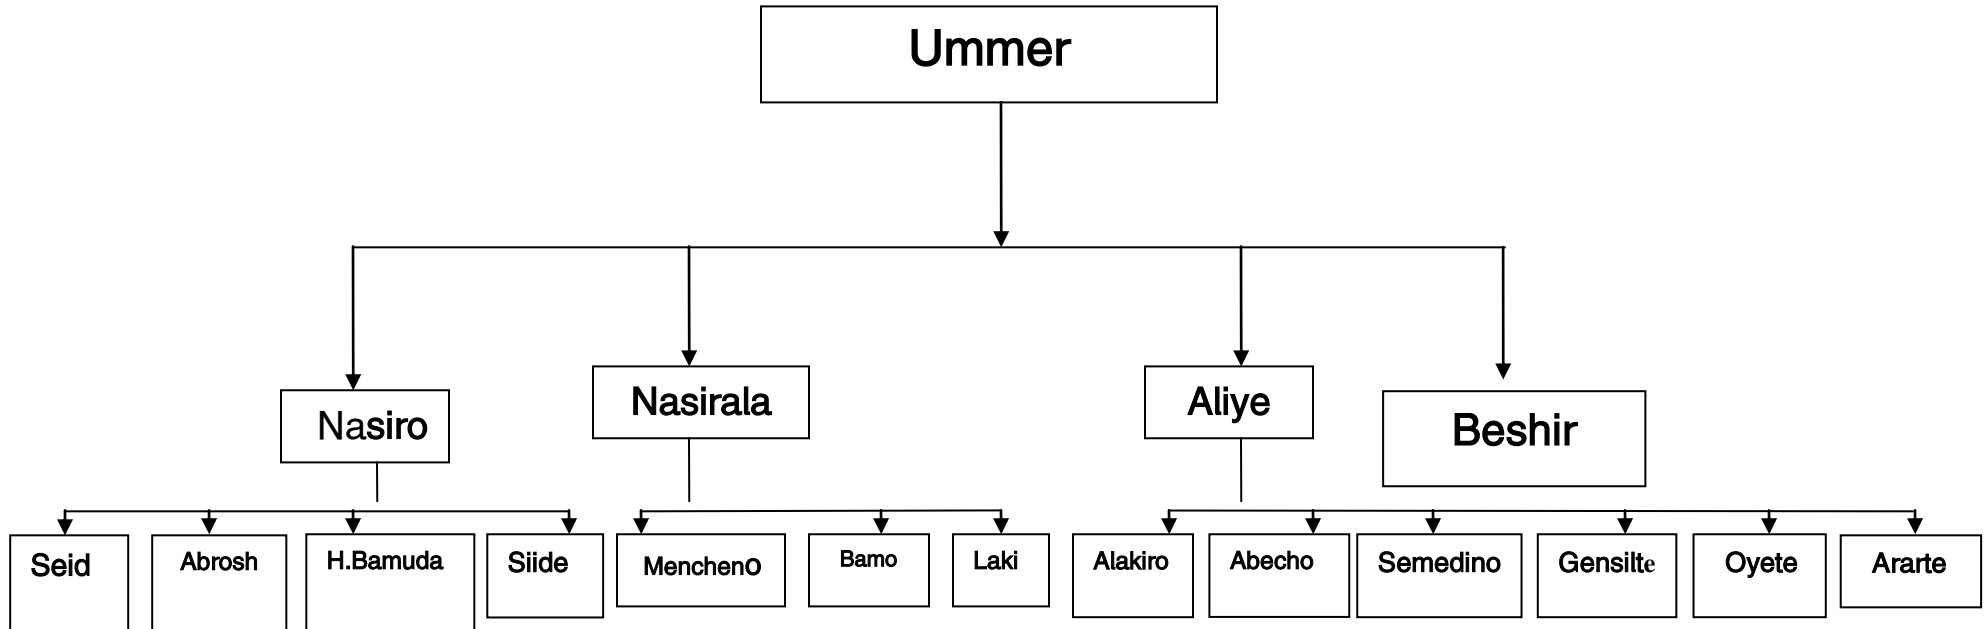 Ummer
Nasiro
Nasirala
Aliye
Beshir
Seid
Abrosh
H.Bamuda
Siide
Mencheno
Bamo
Laki
Alakiro
Abecho
Semedino
Gensilte
Oyete
Ararte